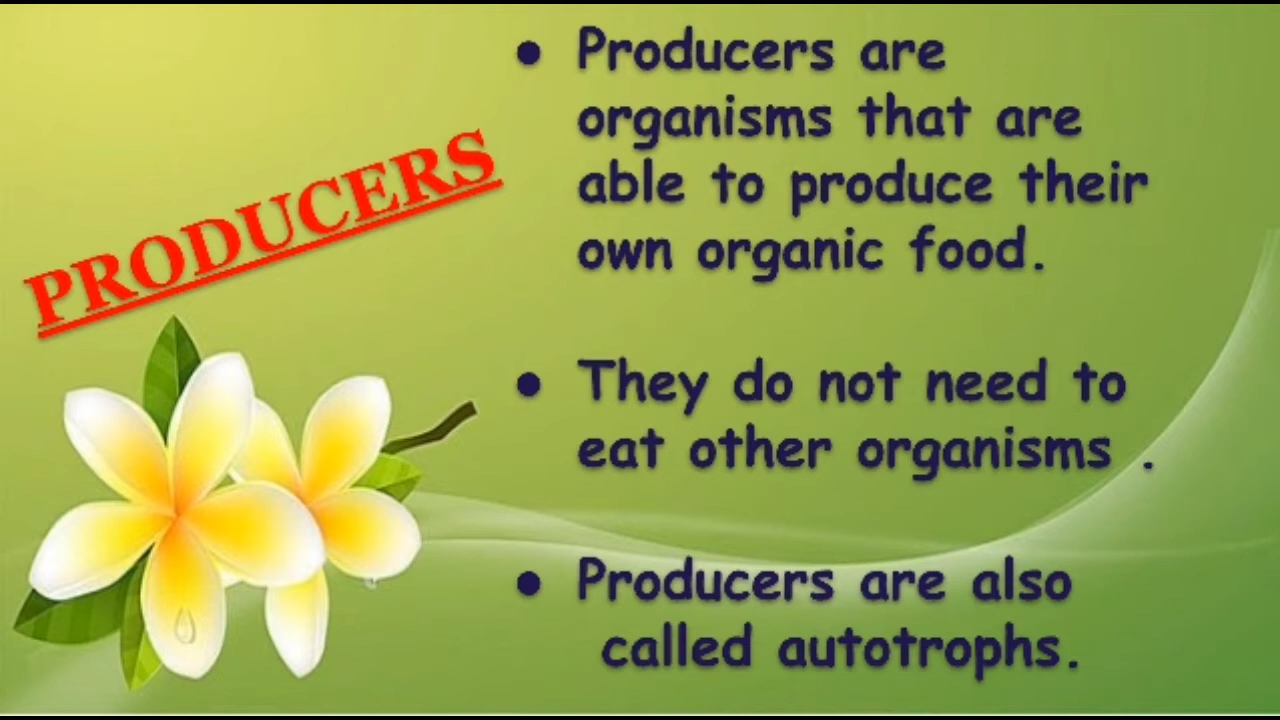 PRODUCERS
• Producers are
organisms that are
able to produce their
own organic food.
• They do not need to
eat other organisms .
• Producers are also
called autotrophs.